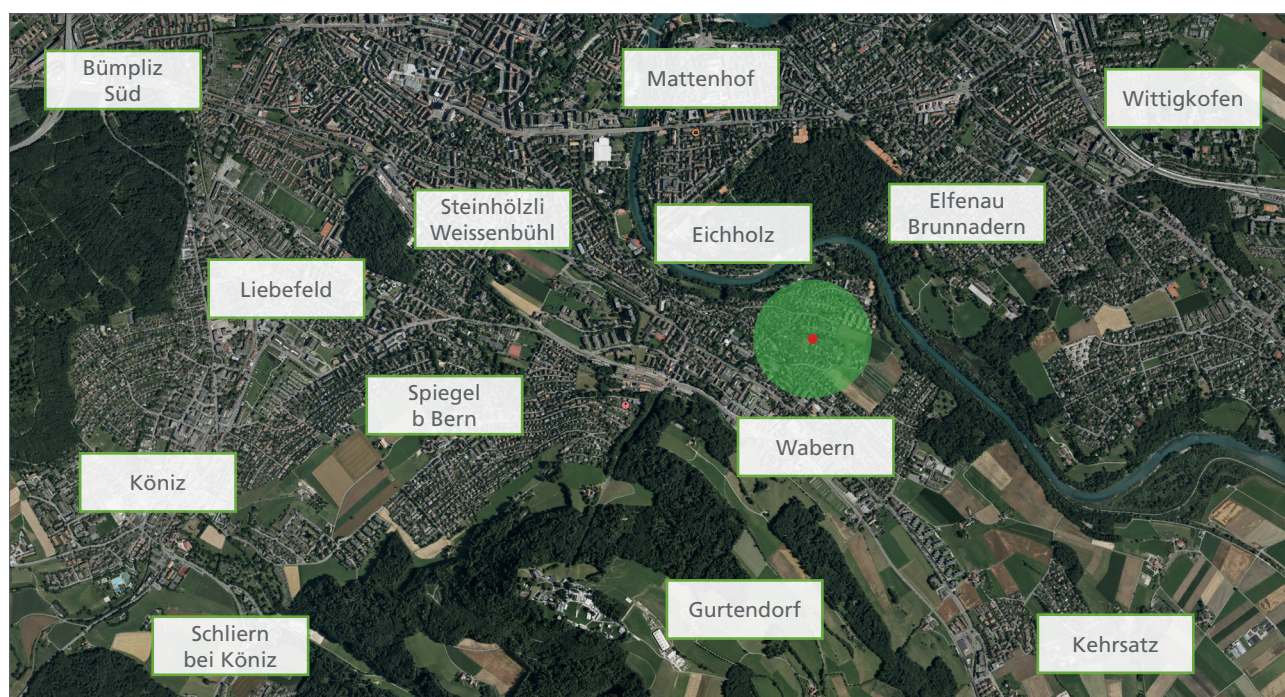 Bümpliz
Süd
Mattenhof
Wittigkofen
Steinhölzli
Weissenbühl
Eichholz
Elfenau
Brunnadern
Liebefeld
Spiegel
b Bern
Wabern
Köniz
Gurtendorf
Schliern
bei Köniz
Kehrsatz